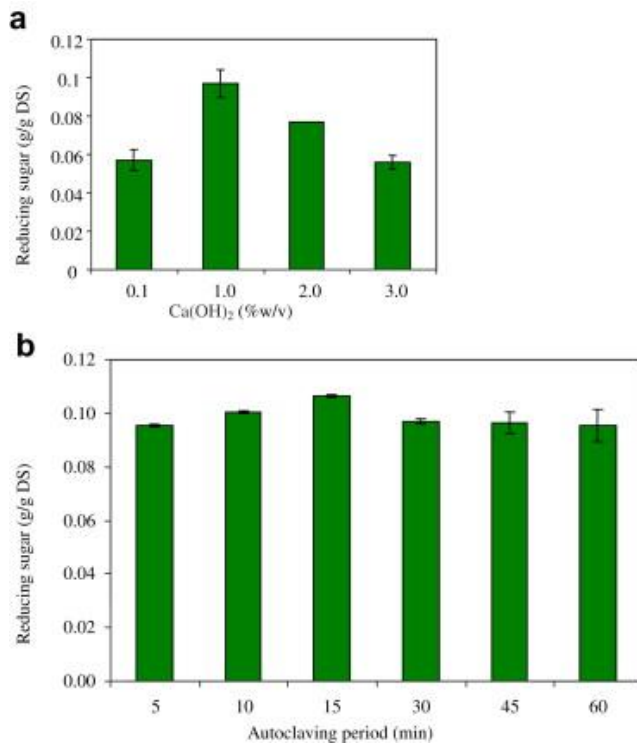 a
0.12
0.1
0.08
0.06
0.04
0.02
0
Reducing sugar (g/g DS)
0.1 1.0 2.0 3.0
Ca(OH)₂ (%w/v)
b
0.12
0.10
0.08
0.06
0.04
0.02
0.00
Reducing sugar (g/g DS)
5 10 15 30 45 60
Autoclaving period (min)